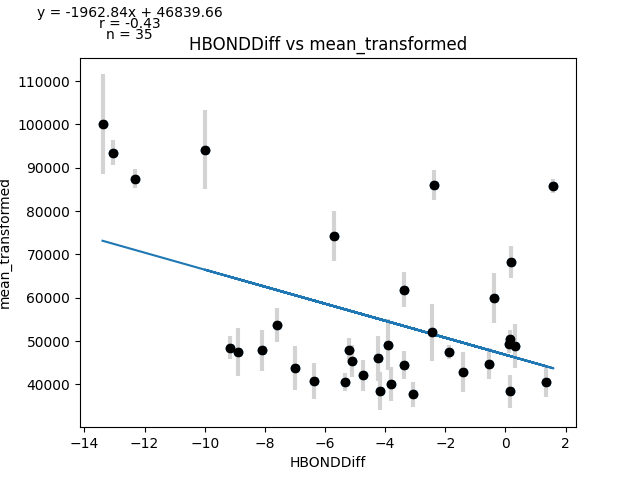 y = -1962.84x + 46839.66
r = -0.43
n = 35
HBONDDiff vs mean_transformed
110000
100000
90000
80000
70000
60000
50000
40000
mean_transformed
−14
−12
−10
−8
−6
−4
−2
0
2
HBONDDiff